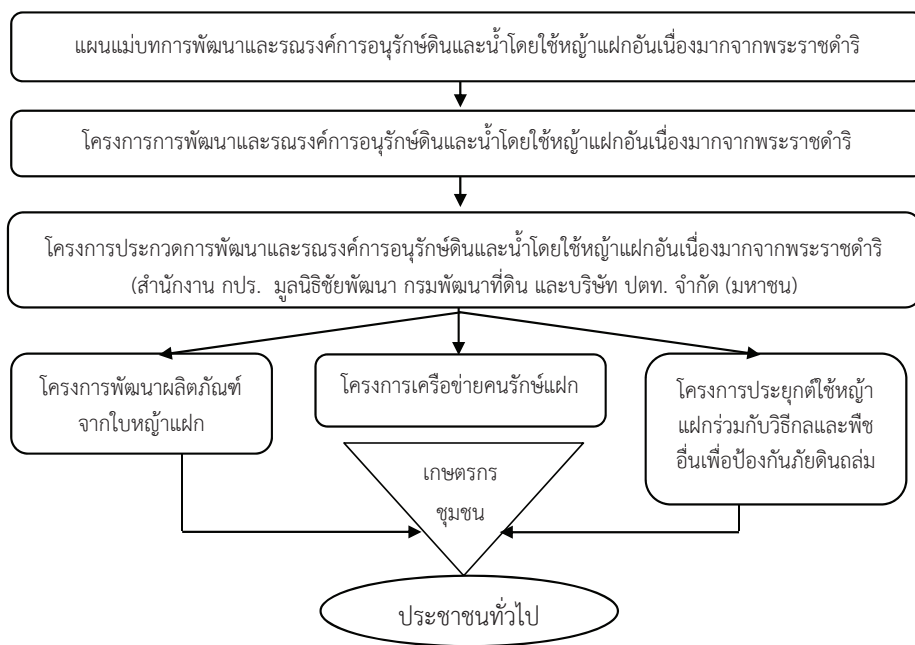 แผนแม่บทการพัฒนาและรณรงค์การอนุรักษ์ดินและน้ำโดยใช้หญ้าแฝกอันเนื่องมาจากพระราชดำริ
โครงการการพัฒนาและรณรงค์การอนุรักษ์ดินและน้ำโดยใช้หญ้าแฝกอันเนื่องมาจากพระราชดำริ
โครงการประกวดการพัฒนาและรณรงค์การอนุรักษ์ดินและน้ำโดยใช้หญ้าแฝกอันเนื่องมาจากพระราชดำริ
(สำนักงาน กปร. มูลนิธิชัยพัฒนา กรมพัฒนาที่ดิน และบริษัท ปตท. จำกัด (มหาชน)
โครงการพัฒนาผลิตภัณฑ์
จากใบหญ้าแฝก
โครงการเครือข่ายคนรักษ์แฝก
โครงการประยุกต์ใช้หญ้า
แฝกร่วมกับวิธีกลและพืช
อื่นเพื่อป้องกันภัยดินถล่ม
เกษตรกร
ชุมชน
ประชาชนทั่วไป